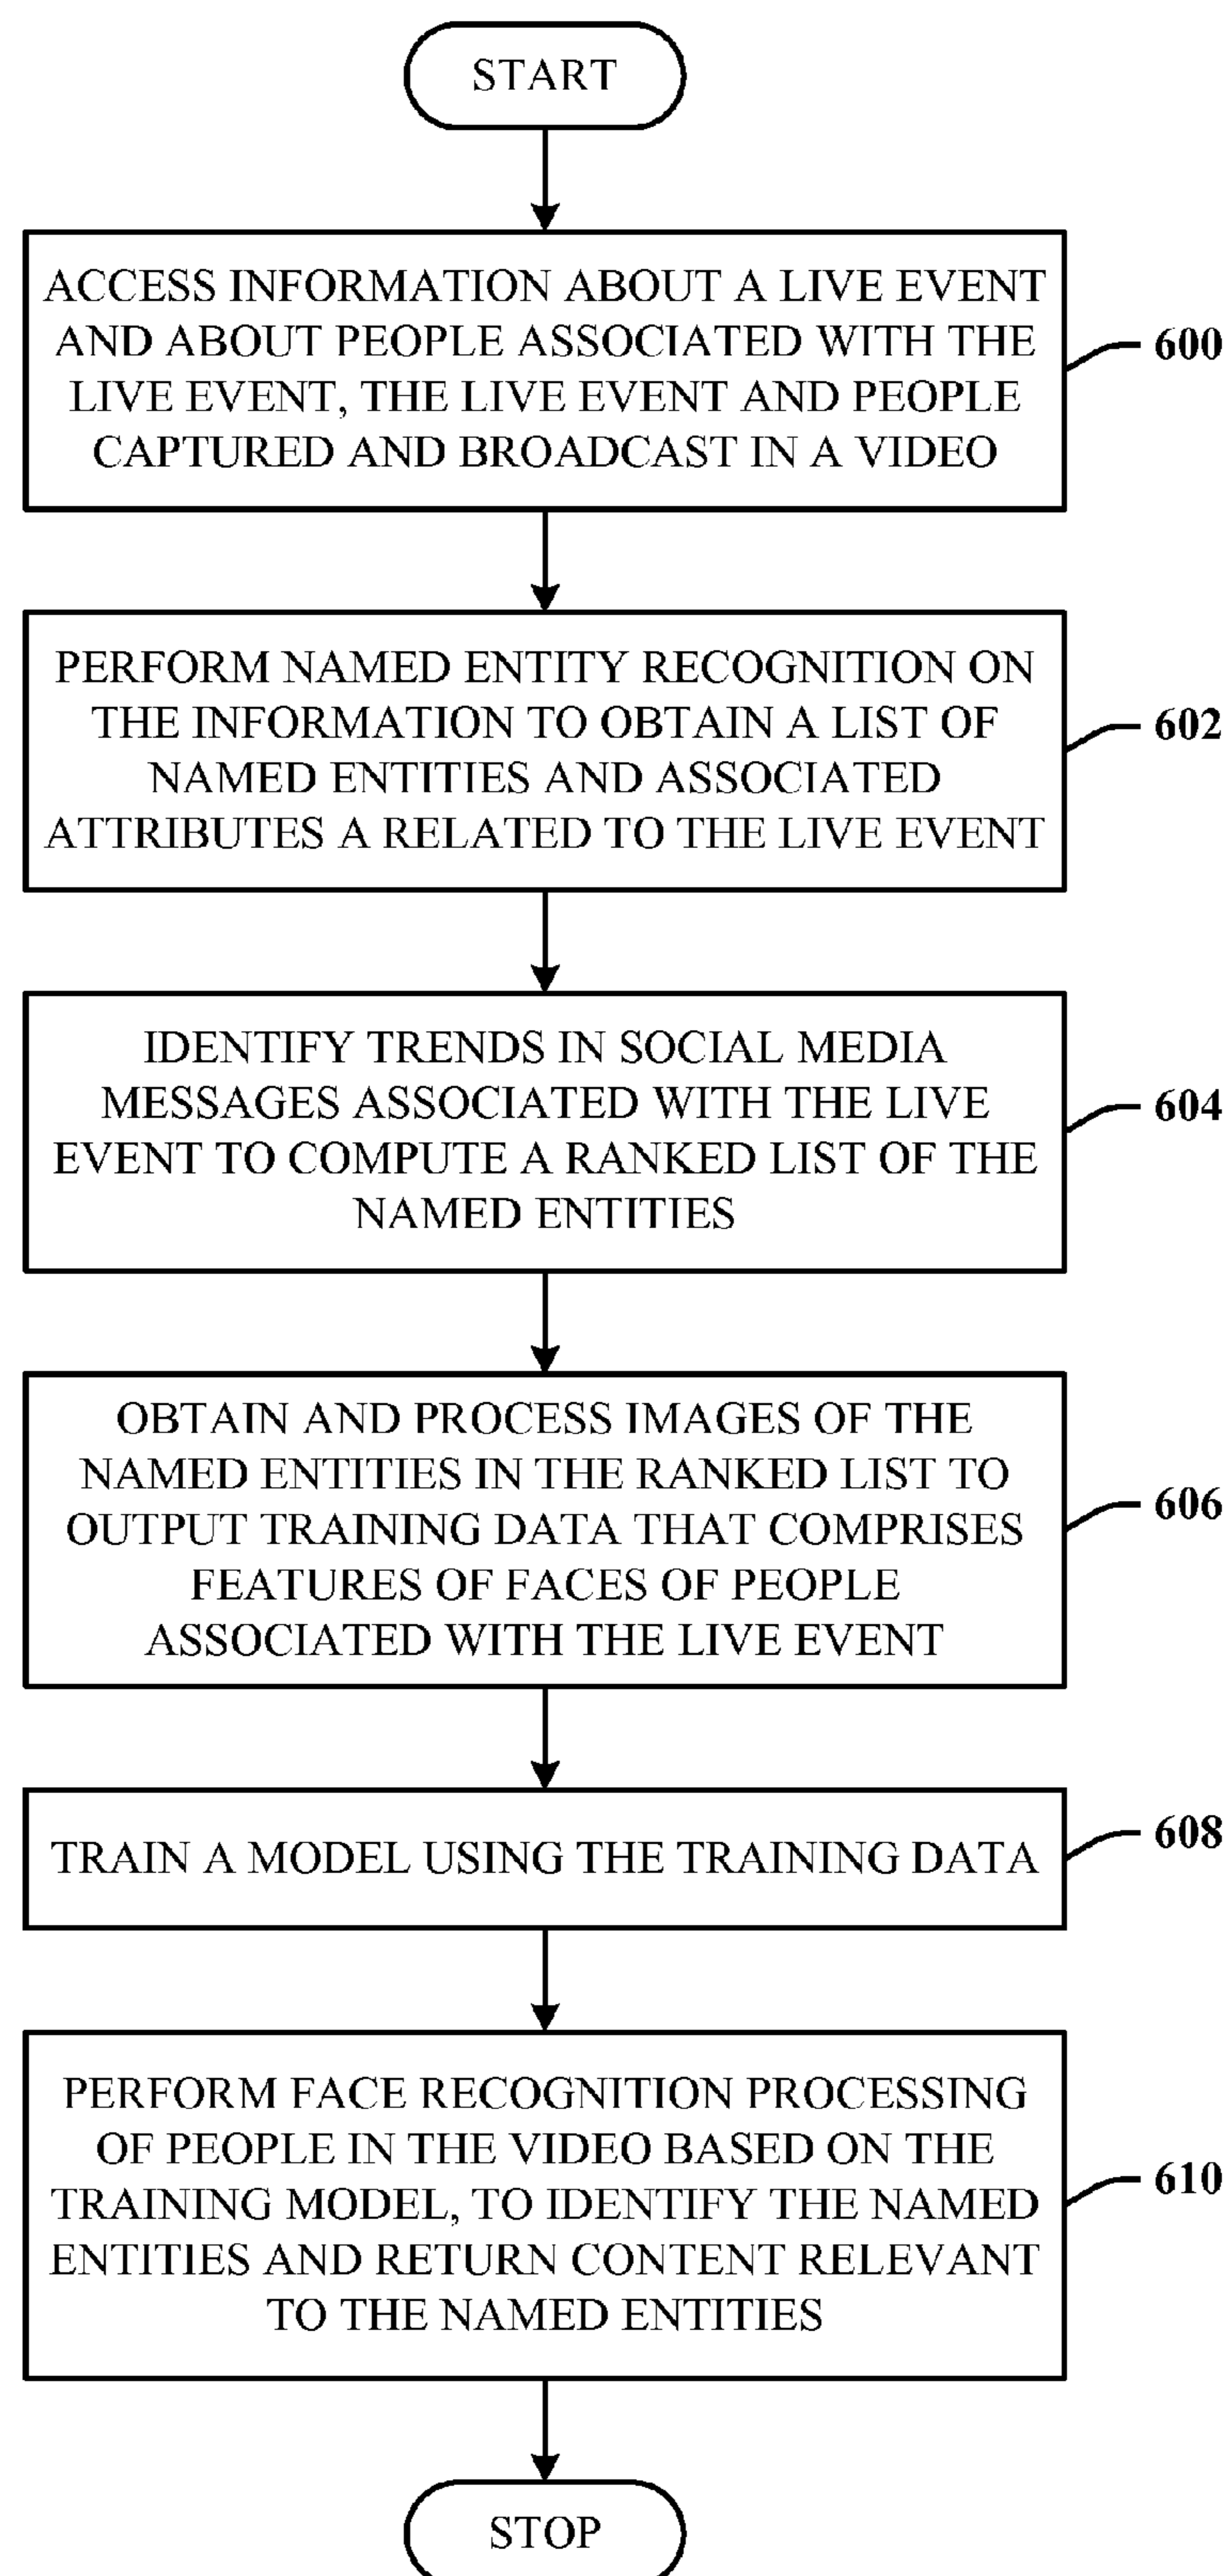 START
ACCESS INFORMATION ABOUT A LIVE EVENT
AND ABOUT PEOPLE ASSOCIATED WITH THE
LIVE EVENT, THE LIVE EVENT AND PEOPLE
CAPTURED AND BROADCAST IN A VIDEO
600
PERFORM NAMED ENTITY RECOGNITION ON
THE INFORMATION TO OBTAIN A LIST OF
NAMED ENTITIES AND ASSOCIATED
ATTRIBUTES A RELATED TO THE LIVE EVENT
602
IDENTIFY TRENDS IN SOCIAL MEDIA
MESSAGES ASSOCIATED WITH THE LIVE
EVENT TO COMPUTE A RANKED LIST OF THE
NAMED ENTITIES
604
OBTAIN AND PROCESS IMAGES OF THE
NAMED ENTITIES IN THE RANKED LIST TO
OUTPUT TRAINING DATA THAT COMPRISES
FEATURES OF FACES OF PEOPLE
ASSOCIATED WITH THE LIVE EVENT
606
TRAIN A MODEL USING THE TRAINING DATA
608
PERFORM FACE RECOGNITION PROCESSING
OF PEOPLE IN THE VIDEO BASED ON THE
TRAINING MODEL, TO IDENTIFY THE NAMED
ENTITIES AND RETURN CONTENT RELEVANT
TO THE NAMED ENTITIES
610
STOP